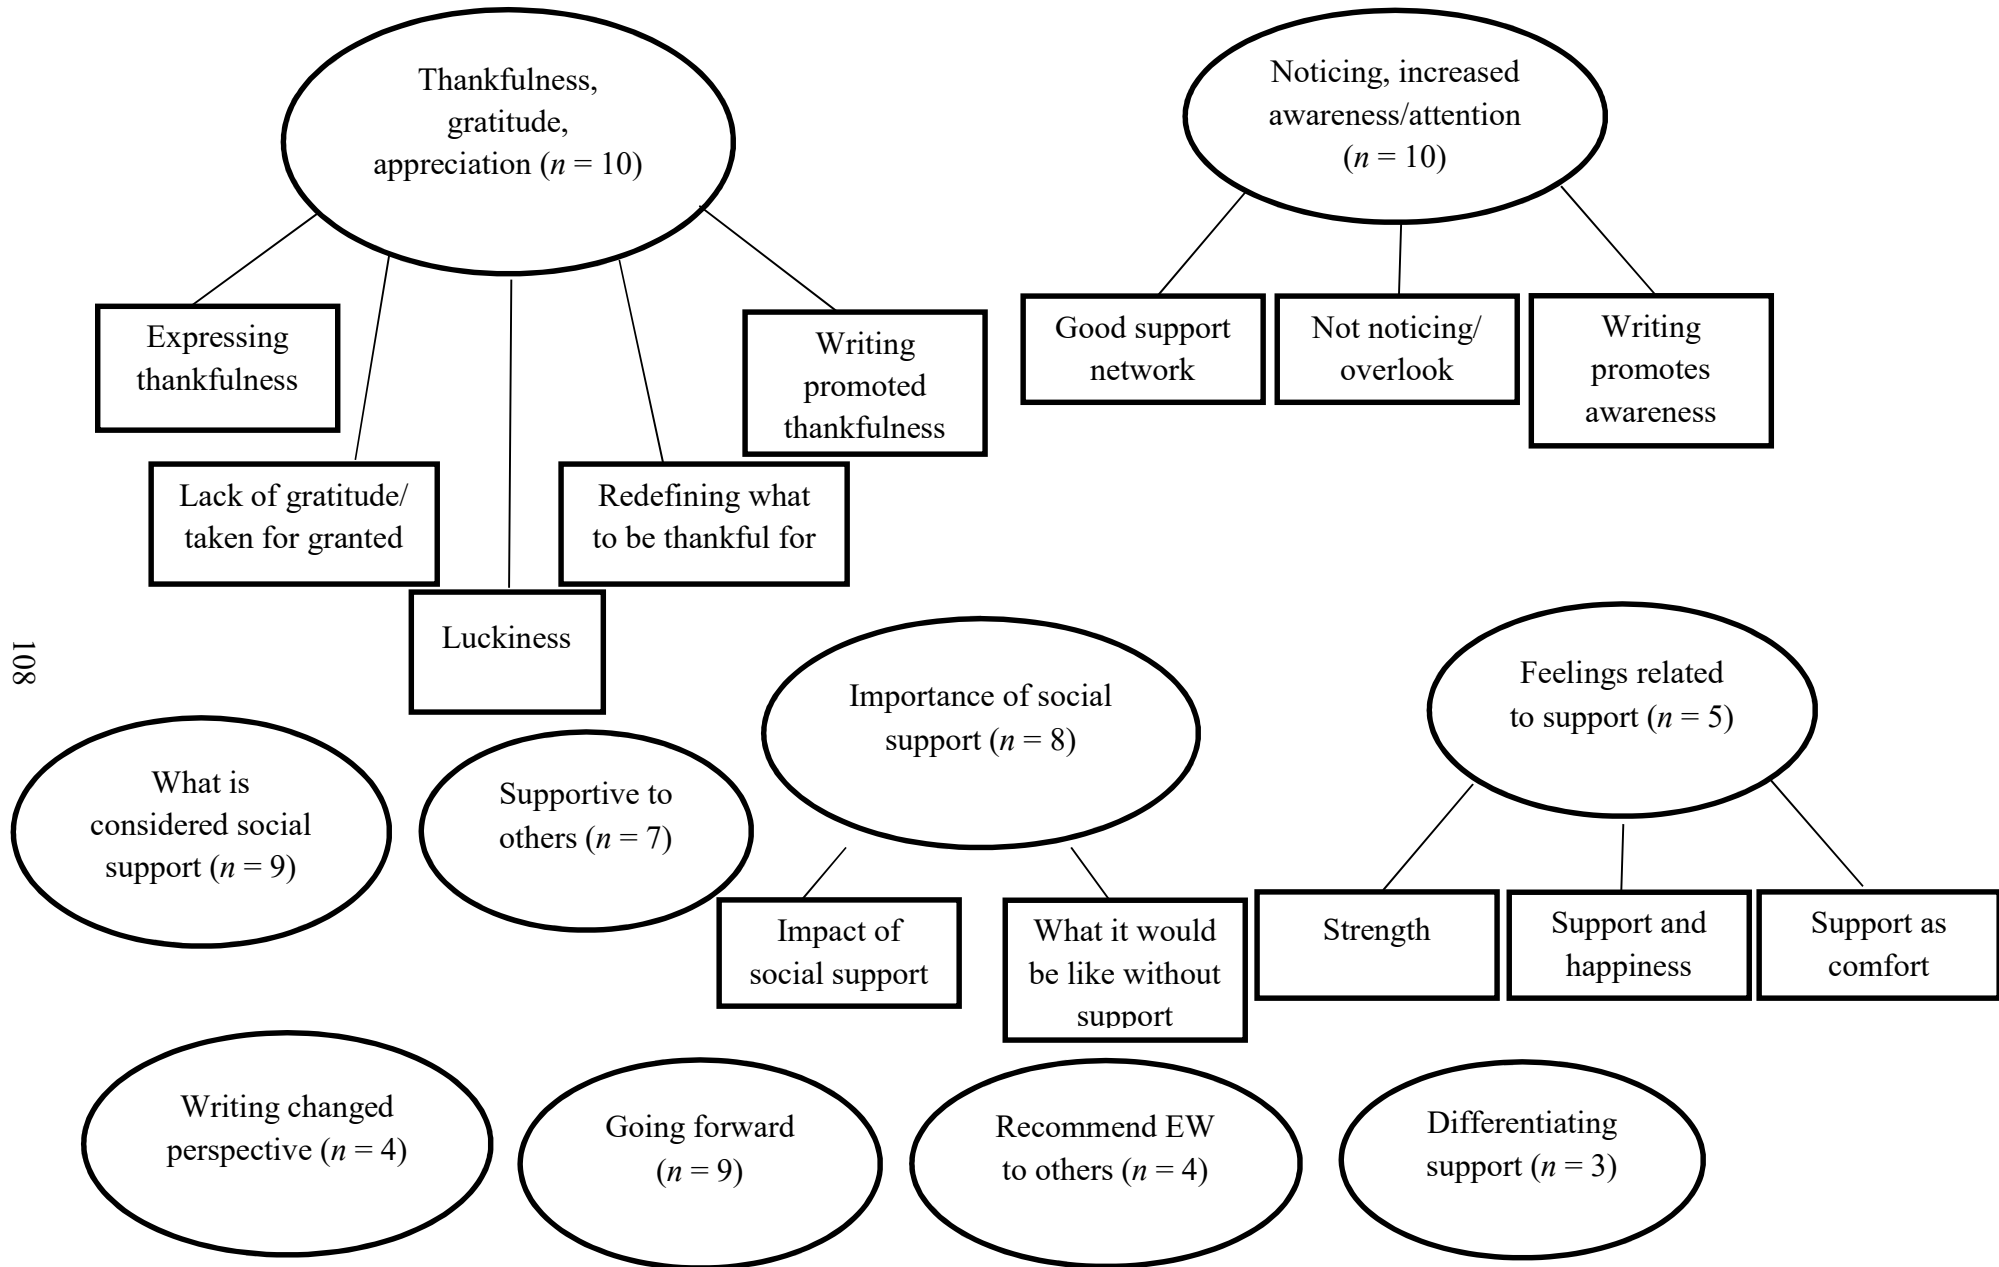 Thankfulness,
gratitude,
appreciation (n = 10)
Noticing, increased
awareness/attention
(n = 10)
Expressing
thankfulness
Lack of gratitude/
taken for granted
Luckiness
Redefining what
to be thankful for
Writing
promoted
thankfulness
Good support
network
Not noticing/
overlook
Writing
promotes
awareness
108
What is
considered social
support (n = 9)
Supportive to
others (n = 7)
Importance of social
support (n = 8)
Impact of
social support
What it would
be like without
support
Feelings related
to support (n = 5)
Strength
Support and
happiness
Support as
comfort
Writing changed
perspective (n = 4)
Going forward
(n = 9)
Recommend EW
to others (n = 4)
Differentiating
support (n = 3)